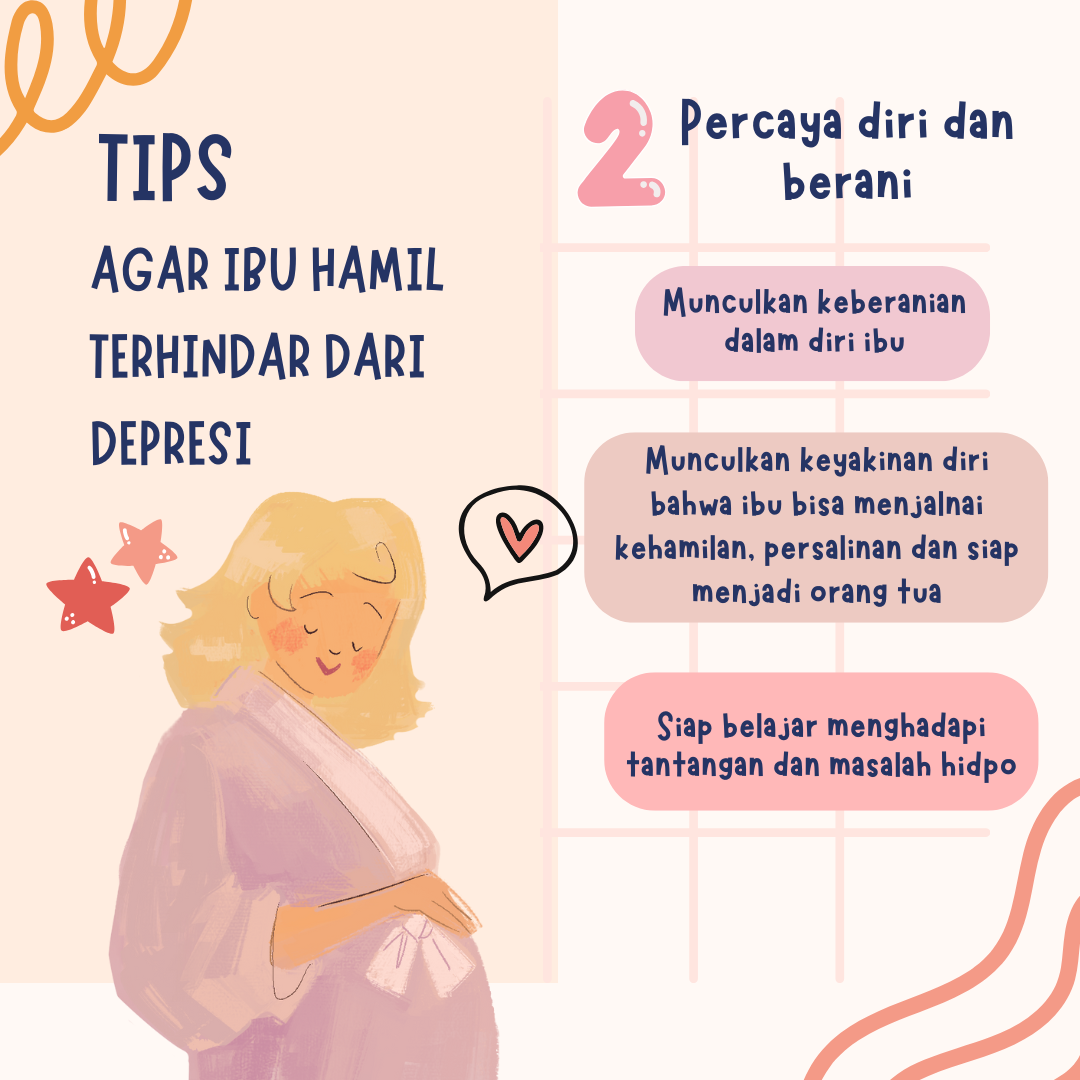 TIPS
AGAR IBU HAMIL
TERHINDAR DARI
DEPRESI
2
Percaya diri dan
berani
Munculkan keberanian
dalam diri ibu
Munculkan keyakinan diri
bahwa ibu bisa menjalnai
kehamilan, persalinan dan siap
menjadi orang tua
Siap belajar menghadapi
tantangan dan masalah hidpo